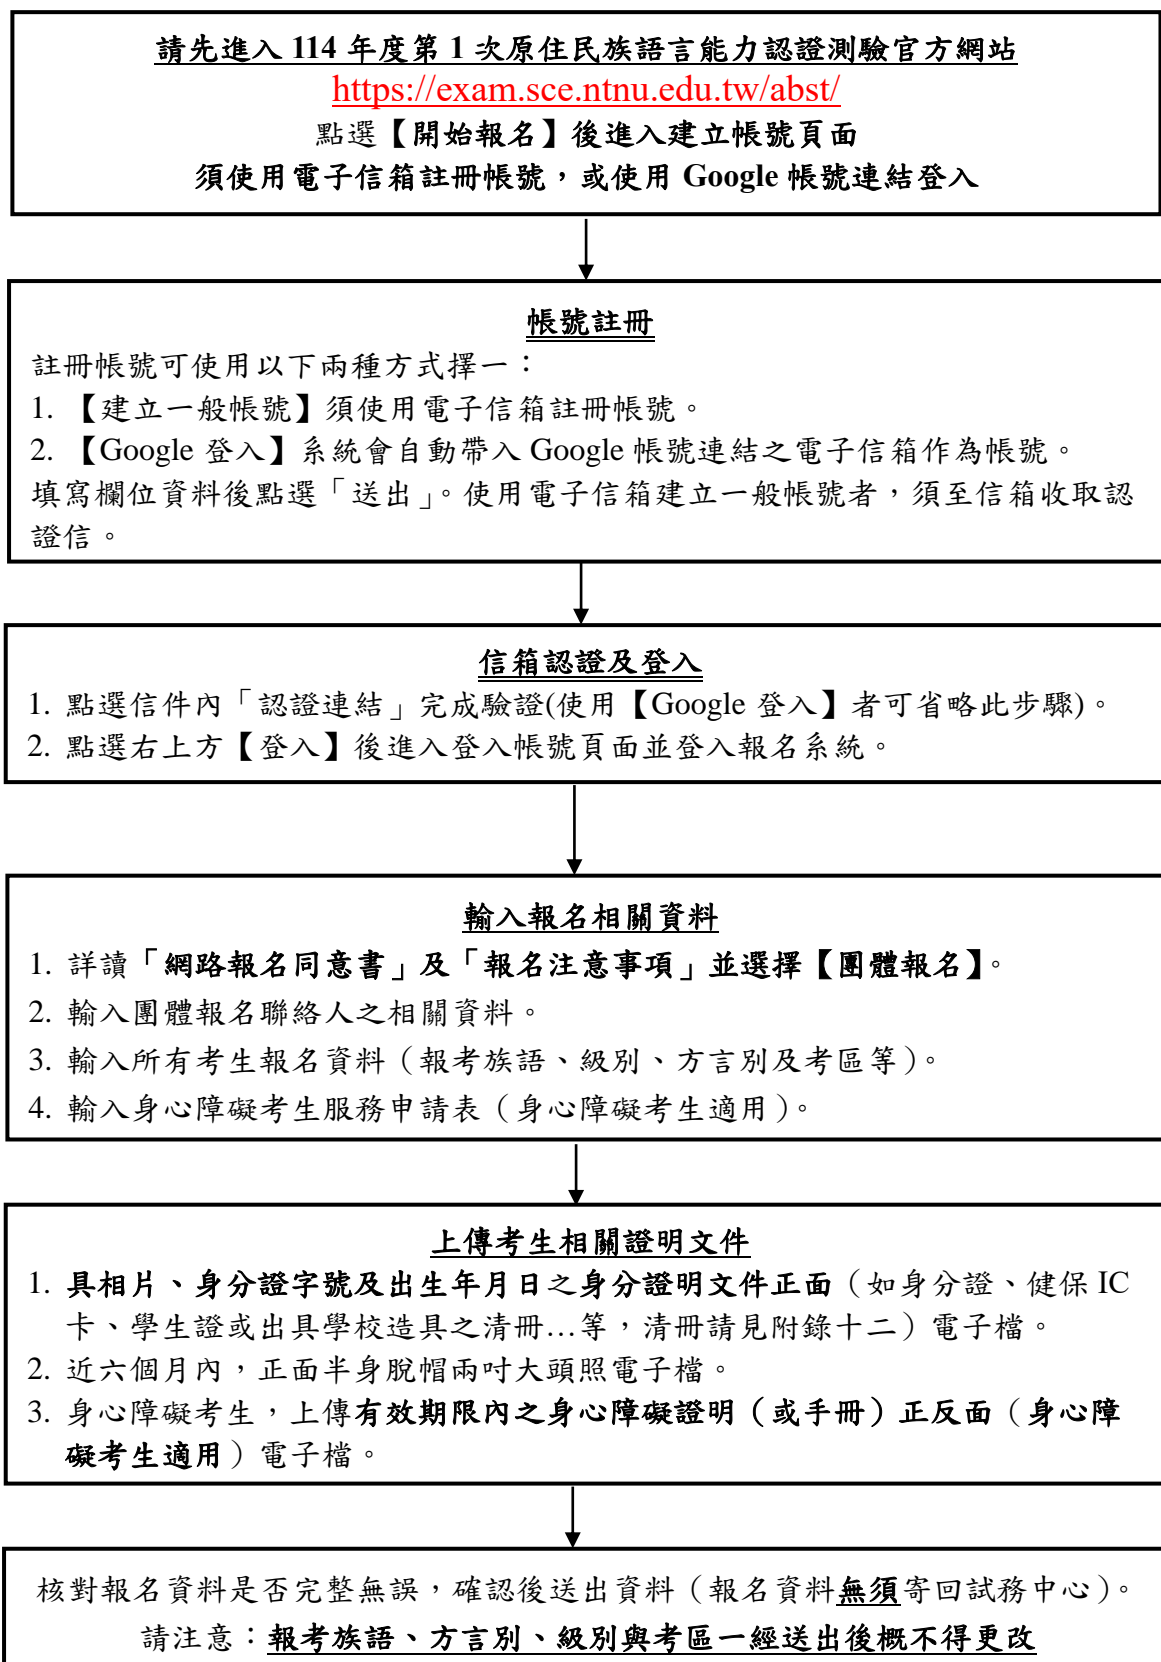 請先進入 114 年度第 1 次原住民族語言能力認證測驗官方網站
https://exam.sce.ntnu.edu.tw/abst/
點選【開始報名】後進入建立帳號頁面
須使用電子信箱註冊帳號，或使用 Google 帳號連結登入
帳號註冊
註冊帳號可使用以下兩種方式擇一：
1. 【建立一般帳號】須使用電子信箱註冊帳號。
2. 【Google 登入】系統會自動帶入 Google 帳號連結之電子信箱作為帳號。
填寫欄位資料後點選「送出」。使用電子信箱建立一般帳號者，須至信箱收取認
證信。
信箱認證及登入
1. 點選信件內「認證連結」完成驗證(使用【Google 登入】者可省略此步驟)。
2. 點選右上方【登入】後進入登入帳號頁面並登入報名系統。
輸入報名相關資料
1. 詳讀「網路報名同意書」及「報名注意事項」並選擇【團體報名】。
2. 輸入團體報名聯絡人之相關資料。
3. 輸入所有考生報名資料（報考族語、級別、方言別及考區等）。
4. 輸入身心障礙考生服務申請表（身心障礙考生適用）。
上傳考生相關證明文件
1. 具相片、身分證字號及出生年月日之身分證明文件正面（如身分證、健保 IC
卡、學生證或出具學校造具之清冊…等，清冊請見附錄十二）電子檔。
2. 近六個月內，正面半身脫帽兩吋大頭照電子檔。
3. 身心障礙考生，上傳有效期限內之身心障礙證明（或手冊）正反面（身心障
礙考生適用）電子檔。
核對報名資料是否完整無誤，確認後送出資料（報名資料無須寄回試務中心）。
請注意：報考族語、方言別、級別與考區一經送出後概不得更改